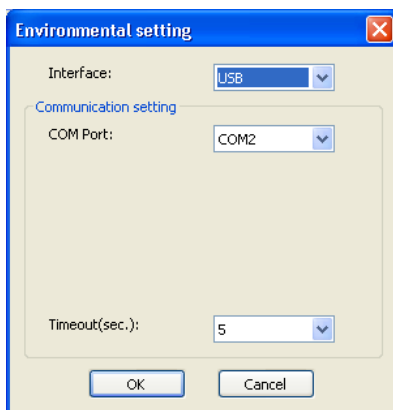 Environmental setting
Interface: USB
Communication setting
COM Port: COM2
Timeout(sec.): 5
OK Cancel